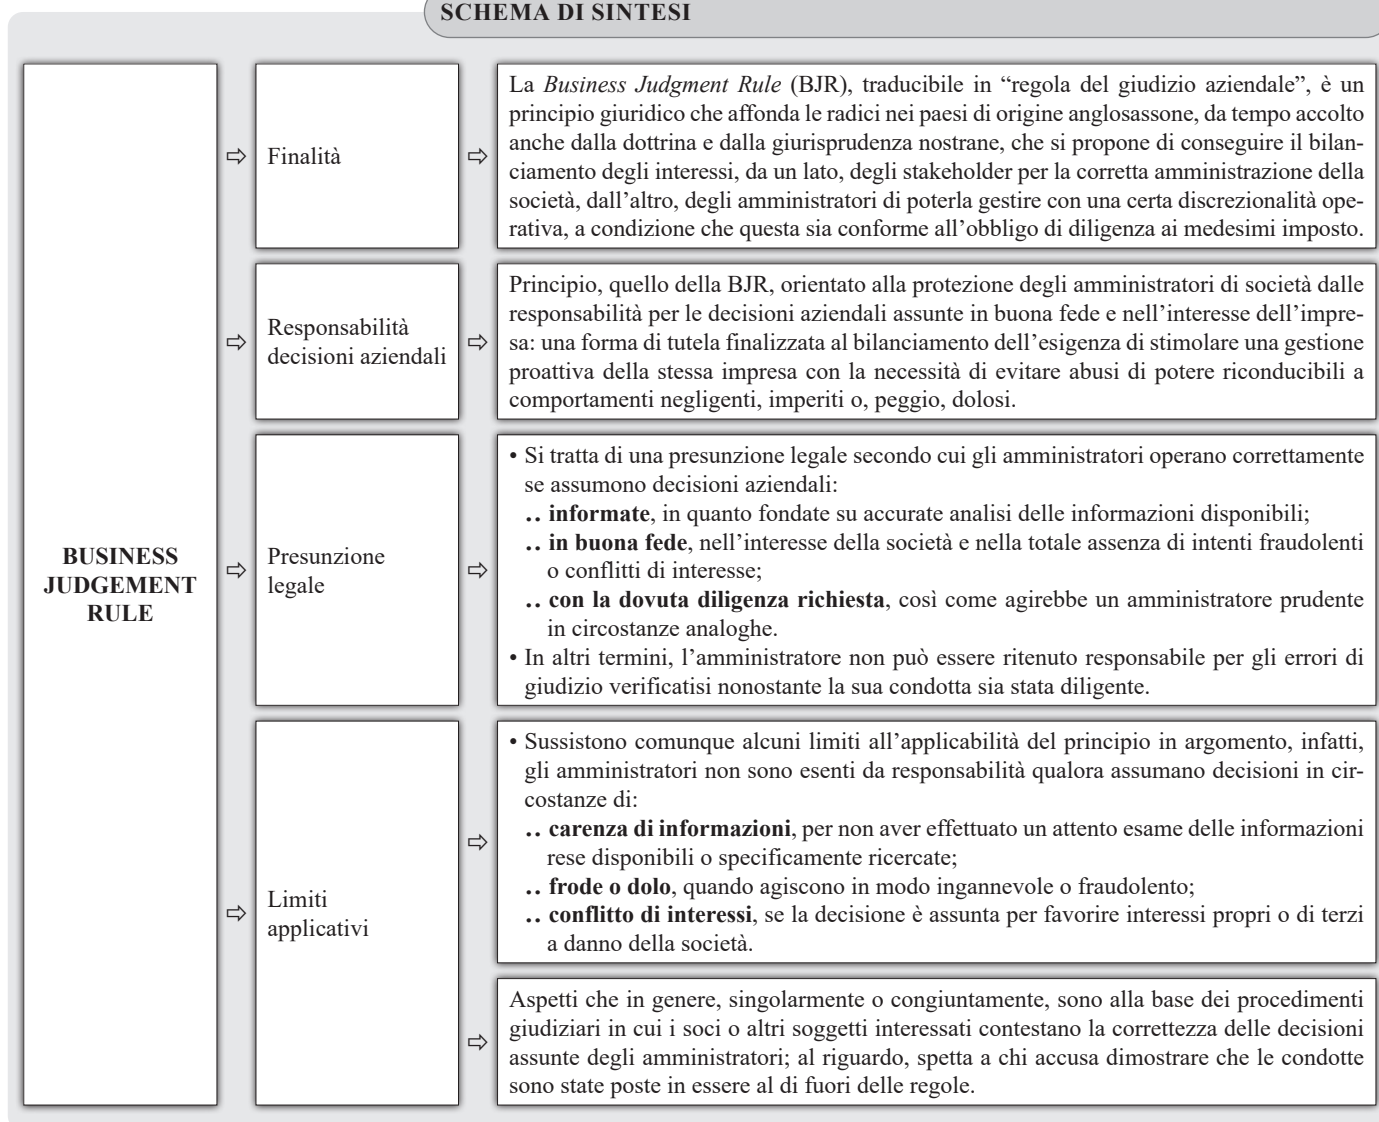 SCHEMA DI SINTESI
BUSINESS
JUDGEMENT
RULE
⇨
Finalità
⇨
La Business Judgment Rule (BJR), traducibile in “regola del giudizio aziendale”, è un
principio giuridico che affonda le radici nei paesi di origine anglosassone, da tempo accolto
anche dalla dottrina e dalla giurisprudenza nostrane, che si propone di conseguire il bilan-
ciamento degli interessi, da un lato, degli stakeholder per la corretta amministrazione della
società, dall’altro, degli amministratori di poterla gestire con una certa discrezionalità ope-
rativa, a condizione che questa sia conforme all’obbligo di diligenza ai medesimi imposto.
⇨
Responsabilità
decisioni aziendali
⇨
Principio, quello della BJR, orientato alla protezione degli amministratori di società dalle
responsabilità per le decisioni aziendali assunte in buona fede e nell’interesse dell’impre-
sa: una forma di tutela finalizzata al bilanciamento dell’esigenza di stimolare una gestione
proattiva della stessa impresa con la necessità di evitare abusi di potere riconducibili a
comportamenti negligenti, imperiti o, peggio, dolosi.
⇨
Presunzione
legale
⇨
• Si tratta di una presunzione legale secondo cui gli amministratori operano correttamente
se assumono decisioni aziendali:
.. informate, in quanto fondate su accurate analisi delle informazioni disponibili;
.. in buona fede, nell’interesse della società e nella totale assenza di intenti fraudolenti
o conflitti di interesse;
.. con la dovuta diligenza richiesta, così come agirebbe un amministratore prudente
in circostanze analoghe.
• In altri termini, l’amministratore non può essere ritenuto responsabile per gli errori di
giudizio verificatisi nonostante la sua condotta sia stata diligente.
⇨
Limiti
applicativi
⇨
• Sussistono comunque alcuni limiti all’applicabilità del principio in argomento, infatti,
gli amministratori non sono esenti da responsabilità qualora assumano decisioni in cir-
costanze di:
.. carenza di informazioni, per non aver effettuato un attento esame delle informazioni
rese disponibili o specificamente ricercate;
.. frode o dolo, quando agiscono in modo ingannevole o fraudolento;
.. conflitto di interessi, se la decisione è assunta per favorire interessi propri o di terzi
a danno della società.
⇨
Aspetti che in genere, singolarmente o congiuntamente, sono alla base dei procedimenti
giudiziari in cui i soci o altri soggetti interessati contestano la correttezza delle decisioni
assunte degli amministratori; al riguardo, spetta a chi accusa dimostrare che le condotte
sono state poste in essere al di fuori delle regole.